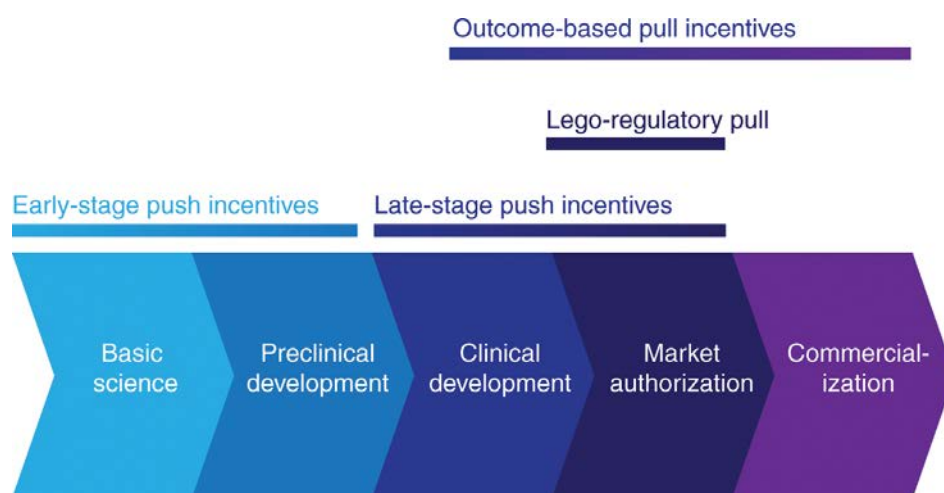 Outcome-based pull incentives
Lego-regulatory pull
Early-stage push incentives
Late-stage push incentives
Basic
science
Preclinical
development
Clinical
development
Market
authorization
Commercial-
ization